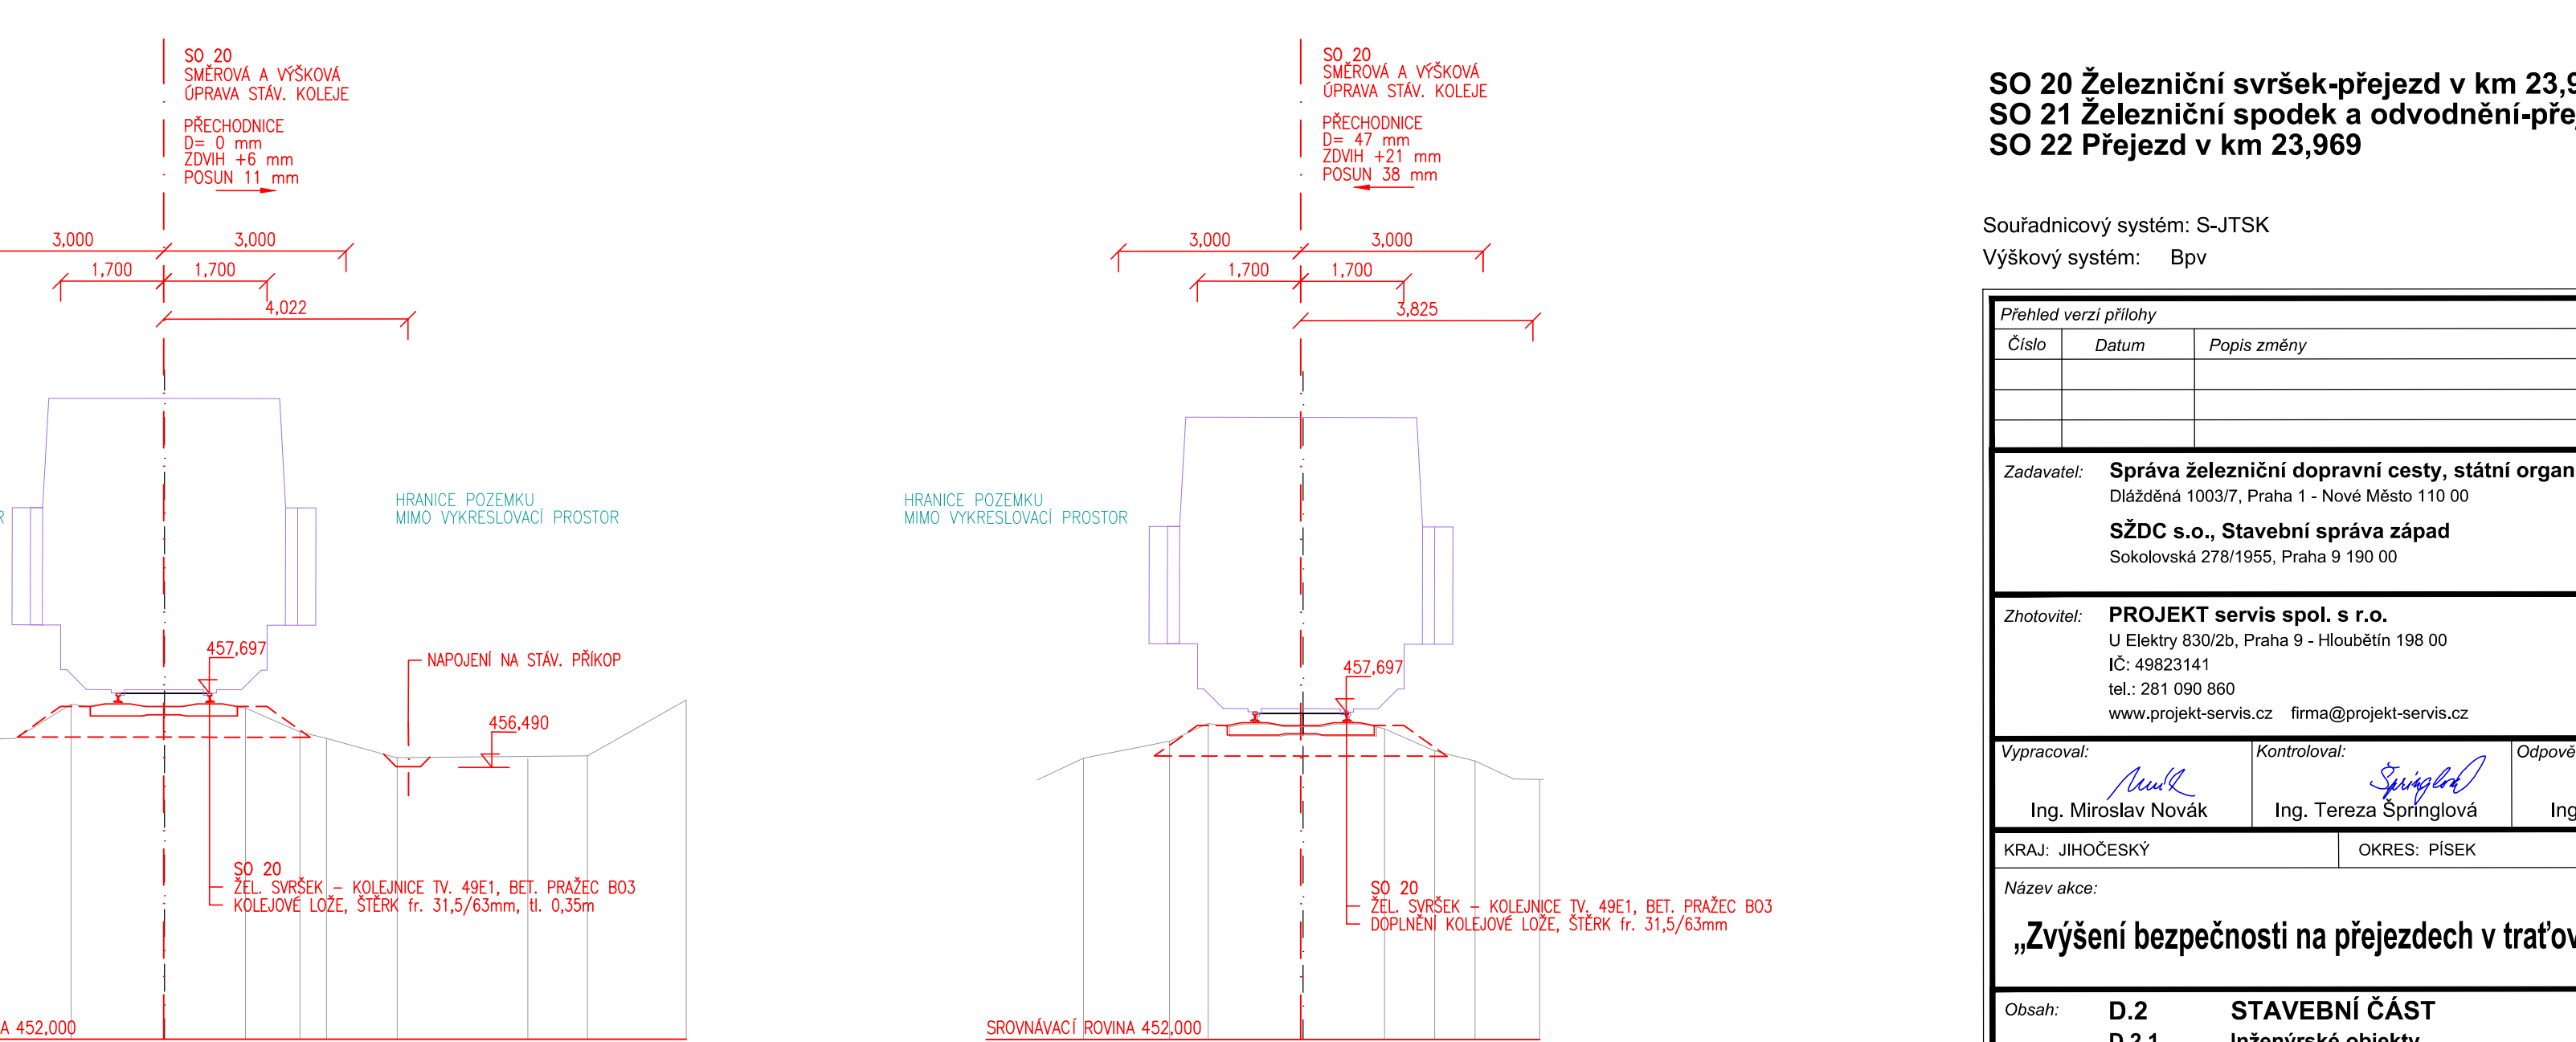 SO 20
SMĚROVÁ A VÝŠKOVÁ
ÚPRAVA STÁV. KOLEJE
PŘECHODNICE
D= 0 mm
ZDVIH +6 mm
POSUN 11 mm
3,000
3,000
1,700
1,700
4,022
HRANICE POZEMKU
MIMO VYKRESLOVACÍ PROSTOR
457,697
NAPOJENÍ NA STÁV. PŘÍKOP
456,490
SO 20
ŽEL. SVRŠEK – KOLEJNICE TV. 49E1, BET. PRAŽEC BO3
KOLEJOVÉ LOŽE, ŠTĚRK fr. 31,5/63mm, tl. 0,35m
A 452,000
SO 20
SMĚROVÁ A VÝŠKOVÁ
ÚPRAVA STÁV. KOLEJE
PŘECHODNICE
D= 47 mm
ZDVIH +21 mm
POSUN 38 mm
3,000
3,000
1,700
1,700
3,825
HRANICE POZEMKU
MIMO VYKRESLOVACÍ PROSTOR
457,697
SO 20
ŽEL. SVRŠEK – KOLEJNICE TV. 49E1, BET. PRAŽEC BO3
DOPLNĚNÍ KOLEJOVÉ LOŽE, ŠTĚRK fr. 31,5/63mm
SROVNÁVACÍ ROVINA 452,000
SO 20 Železniční svršek-přejezd v km 23,9
SO 21 Železniční spodek a odvodnění-pře
SO 22 Přejezd v km 23,969
Souřadnicový systém: S-JTSK
Výškový systém: Bpv
Přehled verzí přílohy
Číslo Datum Popis změny
Zadavatel: Správa železniční dopravní cesty, státní organ
Dlážděná 1003/7, Praha 1 - Nové Město 110 00
SŽDC s.o., Stavební správa západ
Sokolovská 278/1955, Praha 9 190 00
Zhotovitel: PROJEKT servis spol. s r.o.
U Elektry 830/2b, Praha 9 - Hloubětín 198 00
IČ: 49823141
tel.: 281 090 860
www.projekt-servis.cz firma@projekt-servis.cz
Vypracoval: Kontroloval: Odpově
Špringlová
Ing. Miroslav Novák Ing. Tereza Špringlová Ing
KRAJ: JIHOČESKÝ OKRES: PÍSEK
Název akce:
„Zvýšení bezpečnosti na přejezdech v traťov
Obsah: D.2 STAVEBNÍ ČÁST
D.2.1 Inženýrské objekty